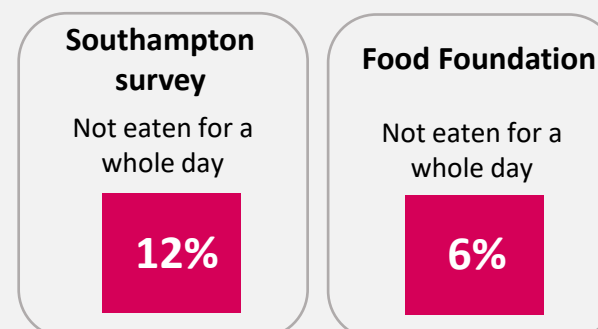 Southampton
survey
Not eaten for a
whole day
12%
Food Foundation
Not eaten for a
whole day
6%